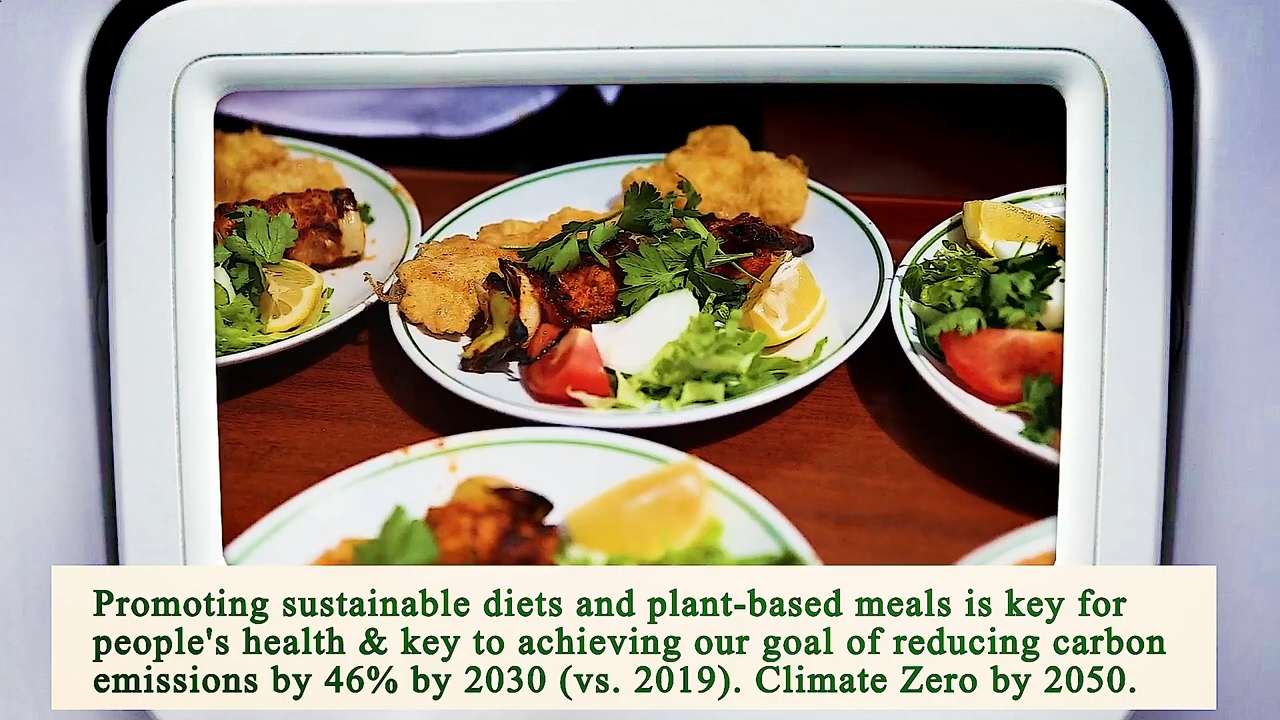 Promoting sustainable diets and plant-based meals is key for
people's health & key to achieving our goal of reducing carbon
emissions by 46% by 2030 (vs. 2019). Climate Zero by 2050.